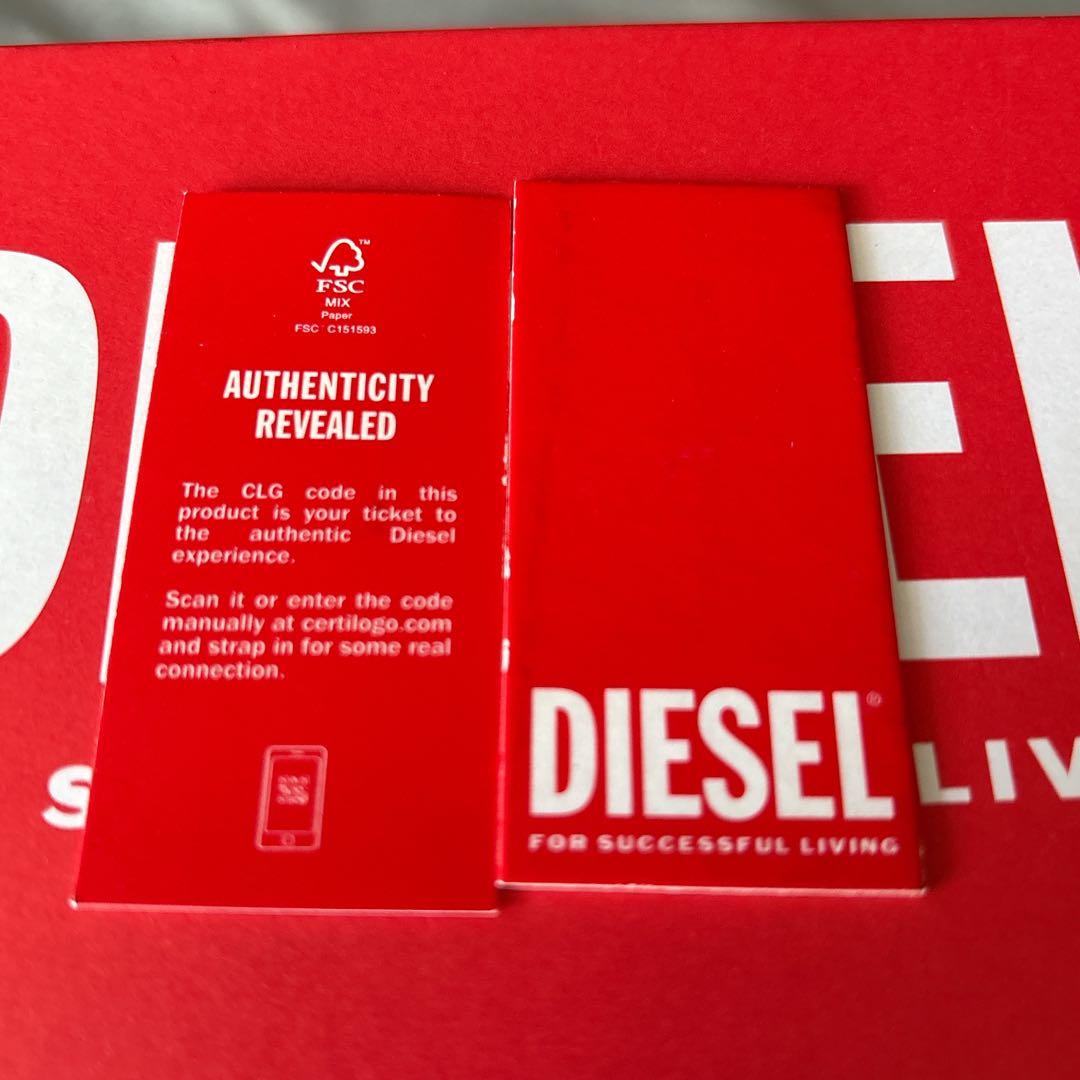 FSC™
MIX
Paper
FSC® C151593
AUTHENTICITY
REVEALED
The CLG code in this
product is your ticket to
the authentic Diesel
experience.
Scan it or enter the code
manually at certilogo.com
and strap in for some real
connection.
DIESEL®
FOR SUCCESSFUL LIVING